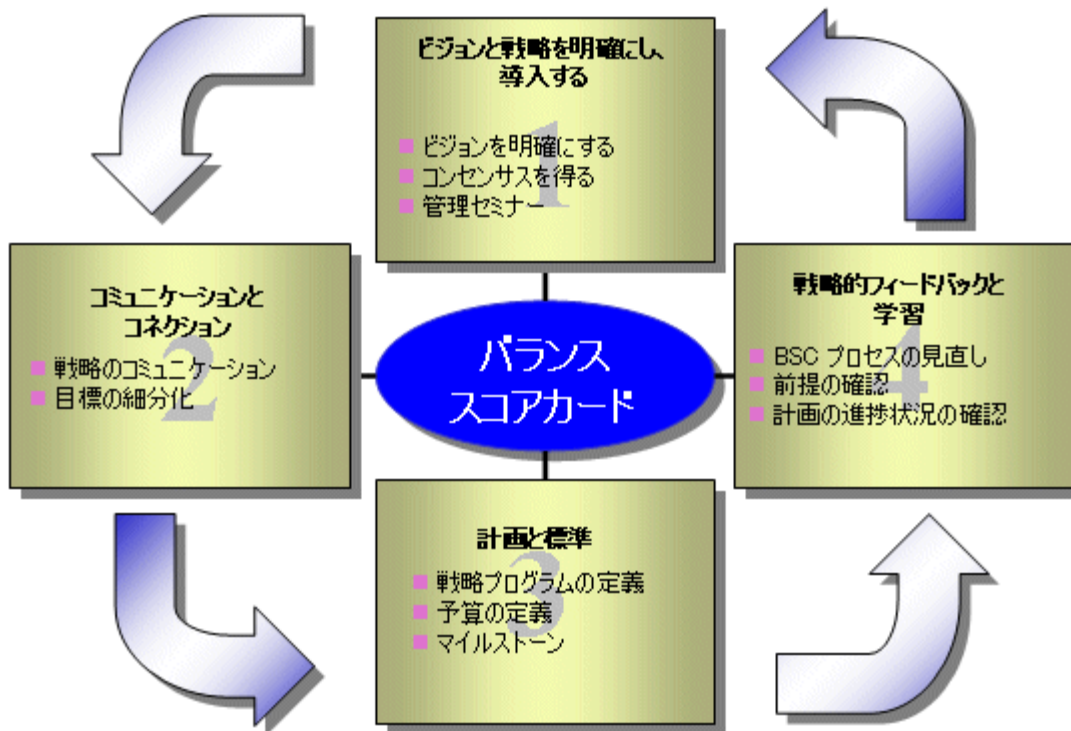 ビジョンと戦略を明確にし、
導入する
1
ビジョンを明確にする
コンセンサスを得る
管理セミナー
コミュニケーションと
コネクション
2
戦略のコミュニケーション
目標の細分化
バランス
スコアカード
戦略的フィードバックと
学習
4
BSC プロセスの見直し
前提の確認
計画の進捗状況の確認
計画と標準
3
戦略プログラムの定義
予算の定義
マイルストーン